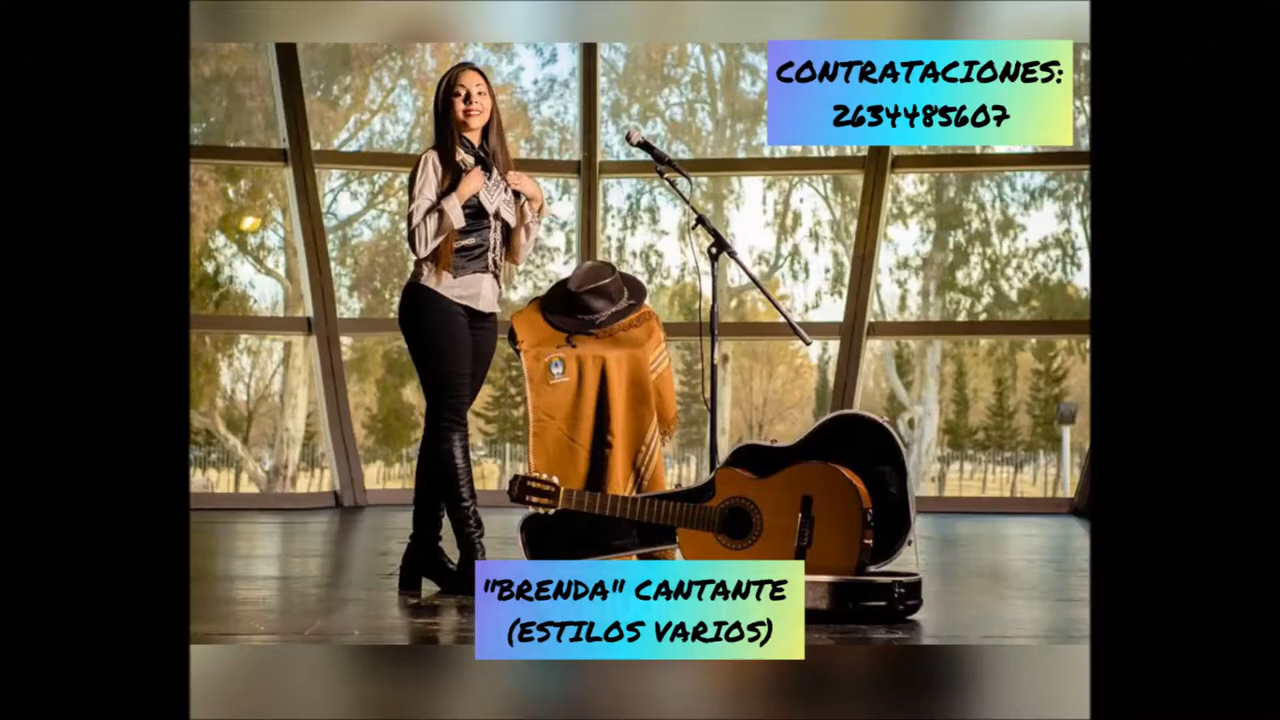 CONTRATACIONES:
2634485607
"BRENDA" CANTANTE
(ESTILOS VARIOS)